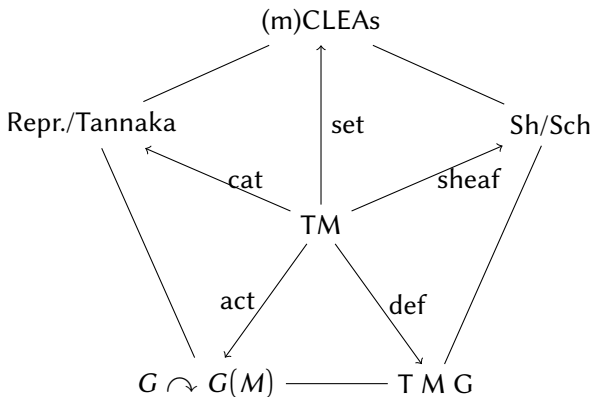 (m)CLEAs
Repr./Tannaka
Sh/Sch
set
cat
sheaf
TM
act
def
G ↷ G(M)
T M G